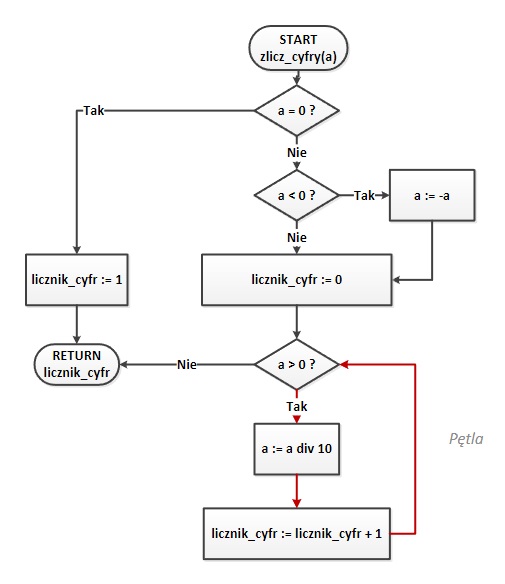 START
zlicz_cyfry(a)
a = 0 ?
Tak
Nie
a < 0 ?
Tak
a := -a
Nie
licznik_cyfr := 1
licznik_cyfr := 0
RETURN
licznik_cyfr
Nie
a > 0 ?
Tak
a := a div 10
Pętla
licznik_cyfr := licznik_cyfr + 1